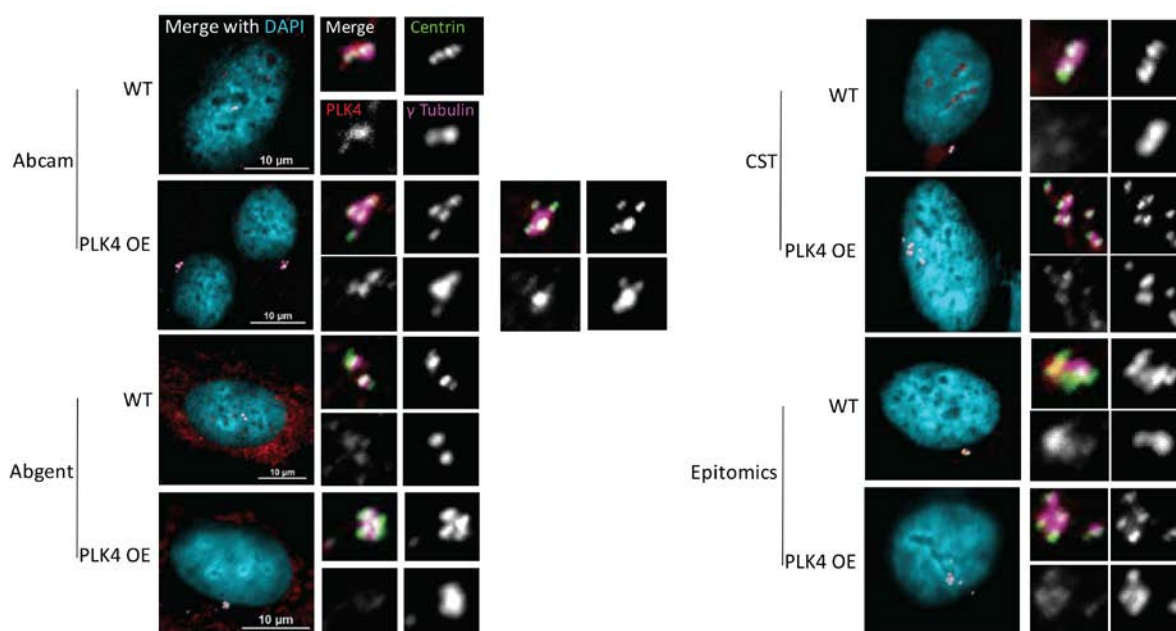 Merge with DAPI
Merge
Centrin
PLK4
γ Tubulin
Abcam
WT
10 µm
PLK4 OE
10 µm
Abgent
WT
10 µm
PLK4 OE
10 µm
CST
WT
PLK4 OE
Epitomics
WT
PLK4 OE